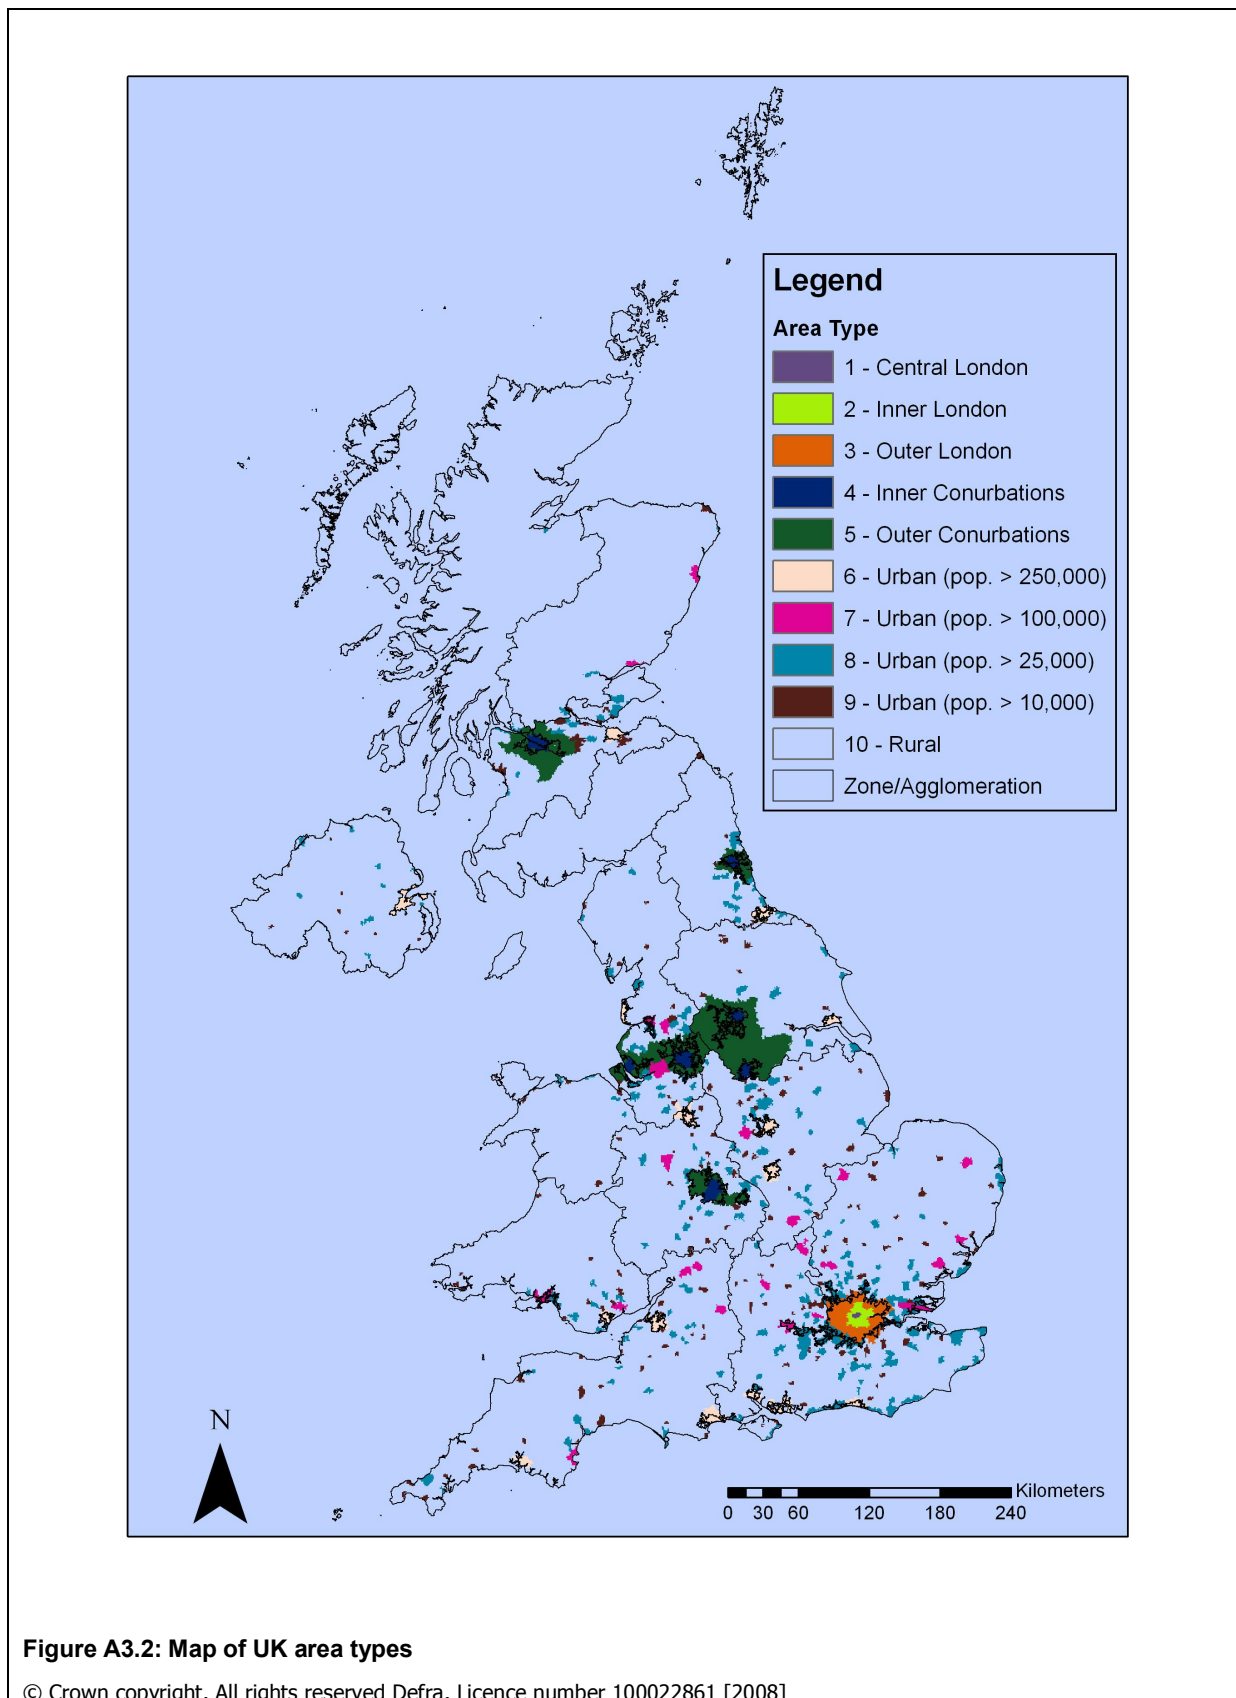 Legend
Area Type
1 - Central London
2 - Inner London
3 - Outer London
4 - Inner Conurbations
5 - Outer Conurbations
6 - Urban (pop. > 250,000)
7 - Urban (pop. > 100,000)
8 - Urban (pop. > 25,000)
9 - Urban (pop. > 10,000)
10 - Rural
Zone/Agglomeration
N
Kilometers
0 30 60 120 180 240
Figure A3.2: Map of UK area types
© Crown copyright. All rights reserved Defra, Licence number 100022861 [2008]